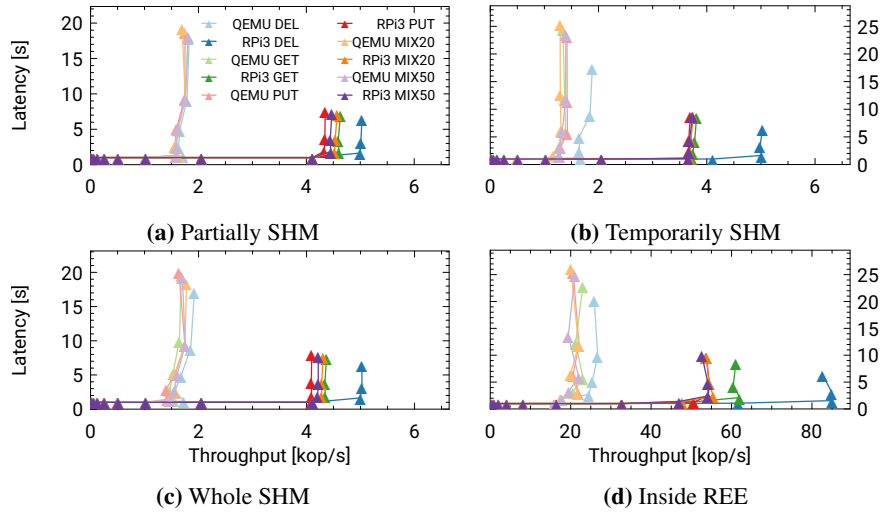 QEMU DEL
RPi3 DEL
QEMU GET
RPi3 GET
QEMU PUT
RPi3 PUT
QEMU MIX20
RPi3 MIX20
QEMU MIX50
RPi3 MIX50
Latency [s]
20
15
10
5
0
0 2 4 6
(a) Partially SHM
25
20
15
10
5
0
0 2 4 6
(b) Temporarily SHM
Latency [s]
20
15
10
5
0
0 2 4 6
Throughput [kop/s]
(c) Whole SHM
25
20
15
10
5
0
0 20 40 60 80
Throughput [kop/s]
(d) Inside REE